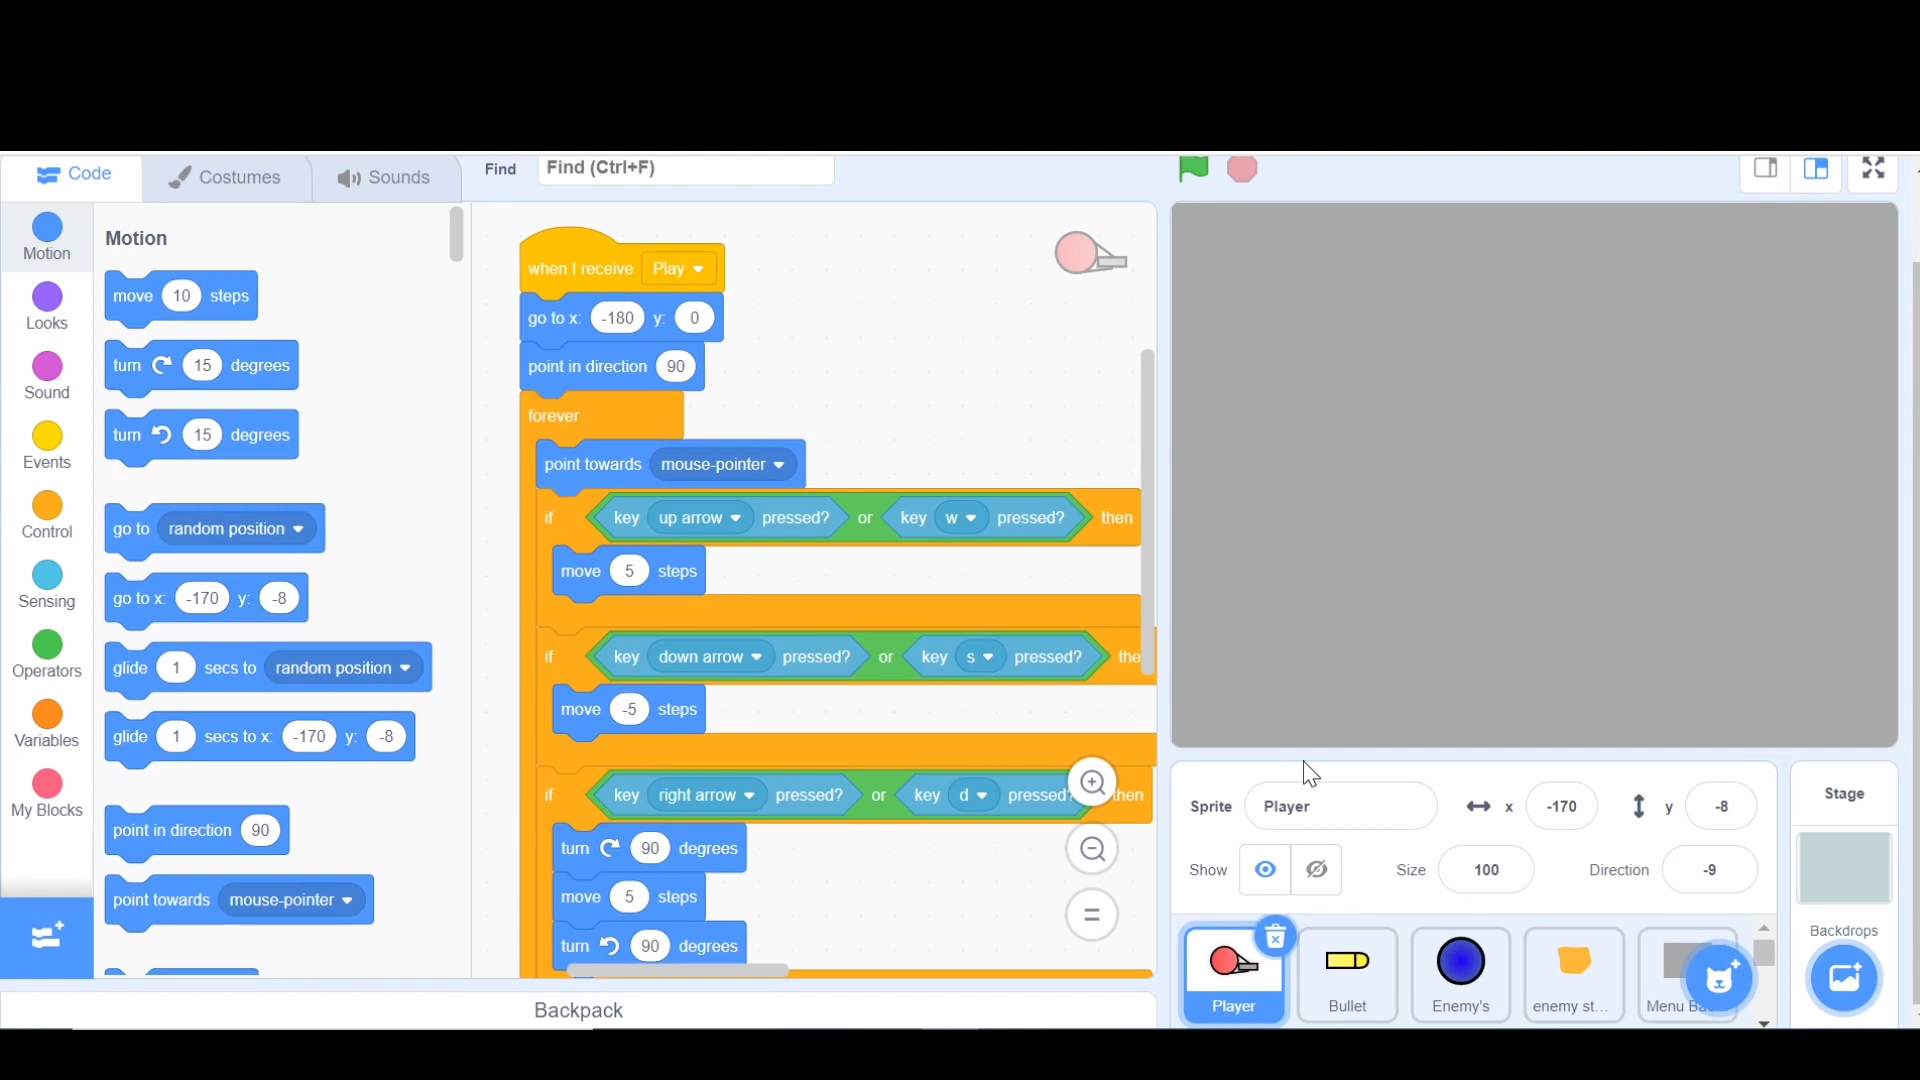 Code
Costumes
Sounds
Find
Find (Ctrl+F)
Motion
Looks
Sound
Events
Control
Sensing
Operators
Variables
My Blocks
Motion
move 10 steps
turn 15 degrees
turn 15 degrees
go to random position
go to x: -170 y: -8
glide 1 secs to random position
glide 1 secs to x: -170 y: -8
point in direction 90
point towards mouse-pointer
when I receive Play
go to x: -180 y: 0
point in direction 90
forever
point towards mouse-pointer
if key up arrow pressed? or key w pressed? then
move 5 steps
if key down arrow pressed? or key s pressed? the
move -5 steps
if key right arrow pressed? or key d pressed? then
turn 90 degrees
move 5 steps
turn 90 degrees
Backpack
Sprite Player x -170 y -8
Show Size 100 Direction -9
Player
Bullet
Enemy's
enemy st...
Menu
Stage
Backdrops